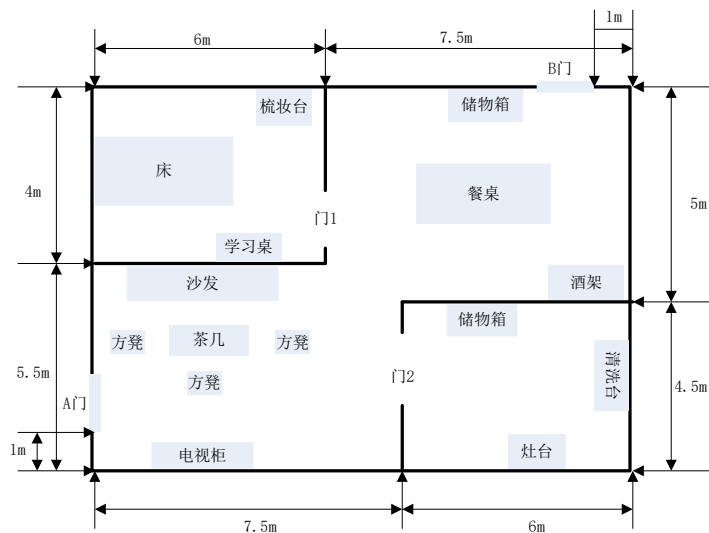 1m
6m
7.5m
B门
梳妆台
储物箱
床
餐桌
4m
门1
5m
学习桌
沙发
酒架
储物箱
方凳
茶几
方凳
清洗台
5.5m
方凳
门2
4.5m
A门
1m
电视柜
灶台
7.5m
6m